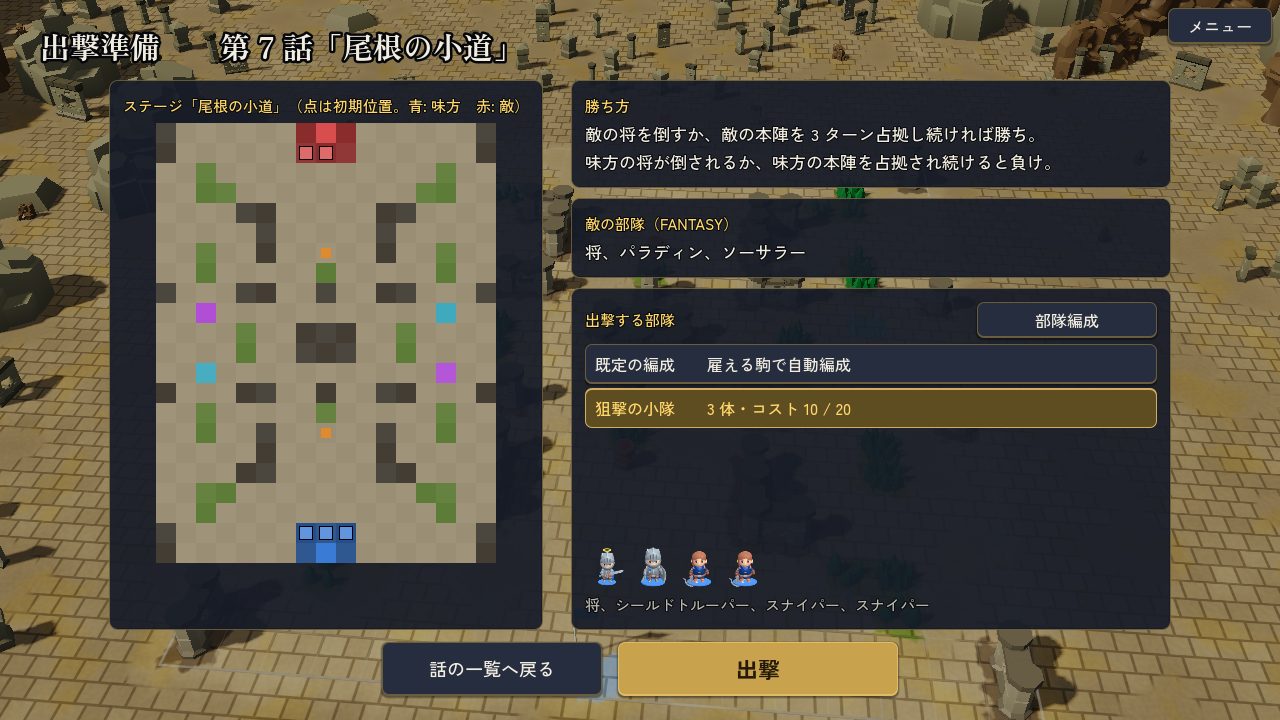 出撃準備　第7話「尾根の小道」
メニュー
ステージ「尾根の小道」（点は初期位置。青: 味方　赤: 敵）
勝ち方
敵の将を倒すか、敵の本陣を 3 ターン占拠し続ければ勝ち。
味方の将が倒されるか、味方の本陣を占拠され続けると負け。
敵の部隊（FANTASY）
将、パラディン、ソーサラー
出撃する部隊
部隊編成
既定の編成　雇える駒で自動編成
狙撃の小隊　3 体・コスト 10 / 20
将、シールドトルーパー、スナイパー、スナイパー
話の一覧へ戻る
出撃